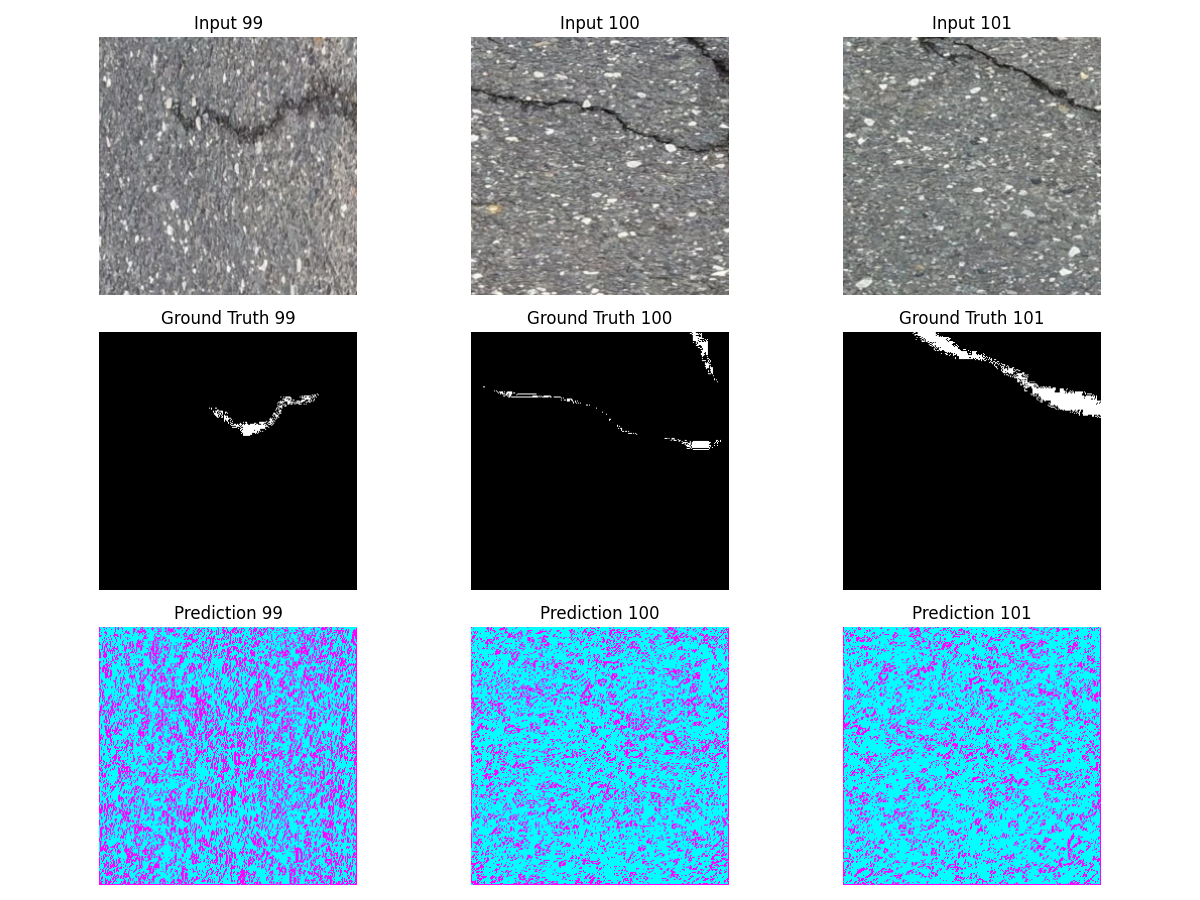 Input 99
Input 100
Input 101
Ground Truth 99
Ground Truth 100
Ground Truth 101
Prediction 99
Prediction 100
Prediction 101